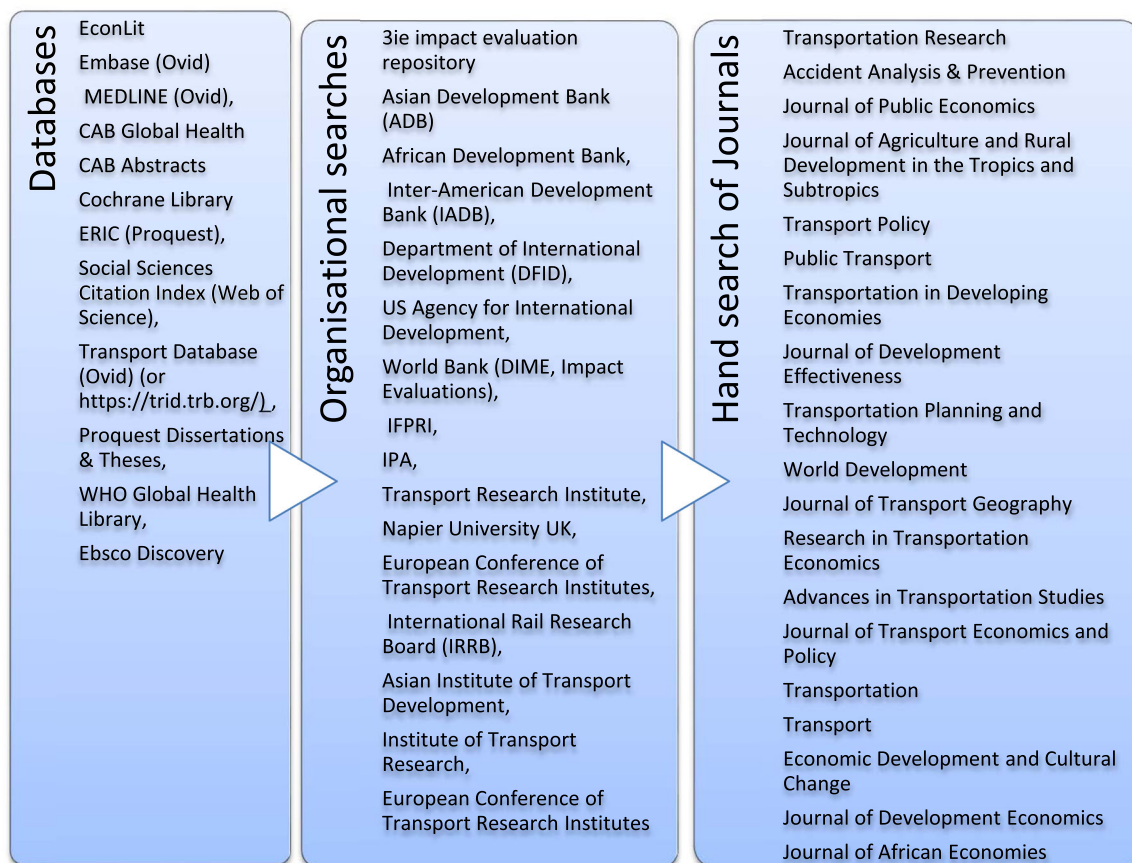 Databases
EconLit
Embase (Ovid)
MEDLINE (Ovid),
CAB Global Health
CAB Abstracts
Cochrane Library
ERIC (Proquest),
Social Sciences
Citation Index (Web of
Science),
Transport Database
(Ovid) (or
https://trid.trb.org/)_,
Proquest Dissertations
& Theses,
WHO Global Health
Library,
Ebsco Discovery
Organisational searches
3ie impact evaluation
repository
Asian Development Bank
(ADB)
African Development Bank,
Inter-American Development
Bank (IADB),
Department of International
Development (DFID),
US Agency for International
Development,
World Bank (DIME, Impact
Evaluations),
IFPRI,
IPA,
Transport Research Institute,
Napier University UK,
European Conference of
Transport Research Institutes,
International Rail Research
Board (IRRB),
Asian Institute of Transport
Development,
Institute of Transport
Research,
European Conference of
Transport Research Institutes
Hand search of Journals
Transportation Research
Accident Analysis & Prevention
Journal of Public Economics
Journal of Agriculture and Rural
Development in the Tropics and
Subtropics
Transport Policy
Public Transport
Transportation in Developing
Economies
Journal of Development
Effectiveness
Transportation Planning and
Technology
World Development
Journal of Transport Geography
Research in Transportation
Economics
Advances in Transportation Studies
Journal of Transport Economics and
Policy
Transportation
Transport
Economic Development and Cultural
Change
Journal of Development Economics
Journal of African Economies